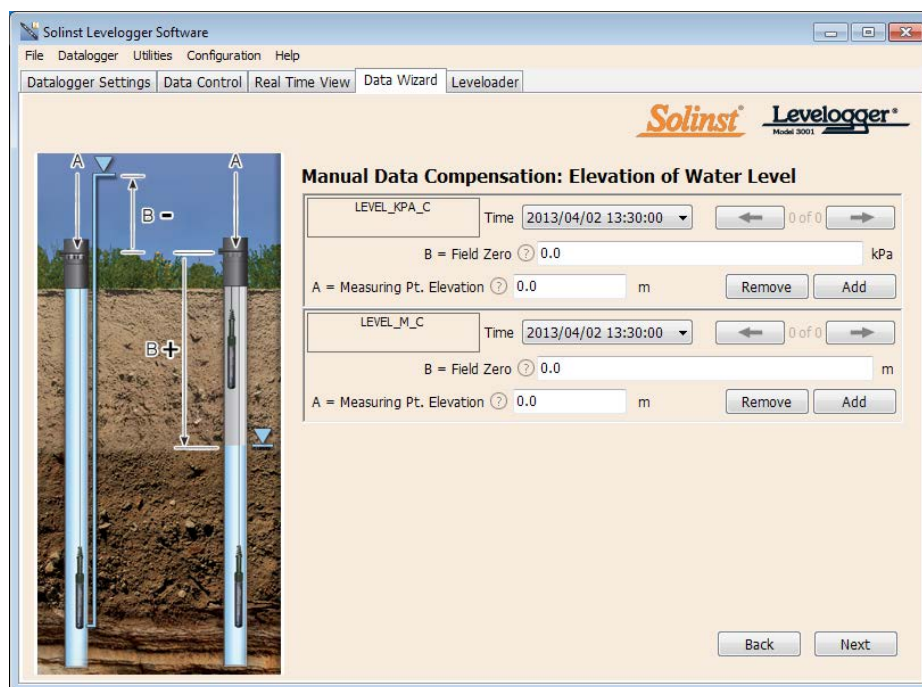 Solinst Levelogger Software
File Datalogger Utilities Configuration Help
Datalogger Settings Data Control Real Time View Data Wizard Leveloader
Solinst® Levelogger®
Model 3001
A A
B -
B +
Manual Data Compensation: Elevation of Water Level
LEVEL_KPA_C Time 2013/04/02 13:30:00 0 of 0
B = Field Zero ? 0.0 kPa
A = Measuring Pt. Elevation ? 0.0 m Remove Add
LEVEL_M_C Time 2013/04/02 13:30:00 0 of 0
B = Field Zero ? 0.0 m
A = Measuring Pt. Elevation ? 0.0 m Remove Add
Back Next